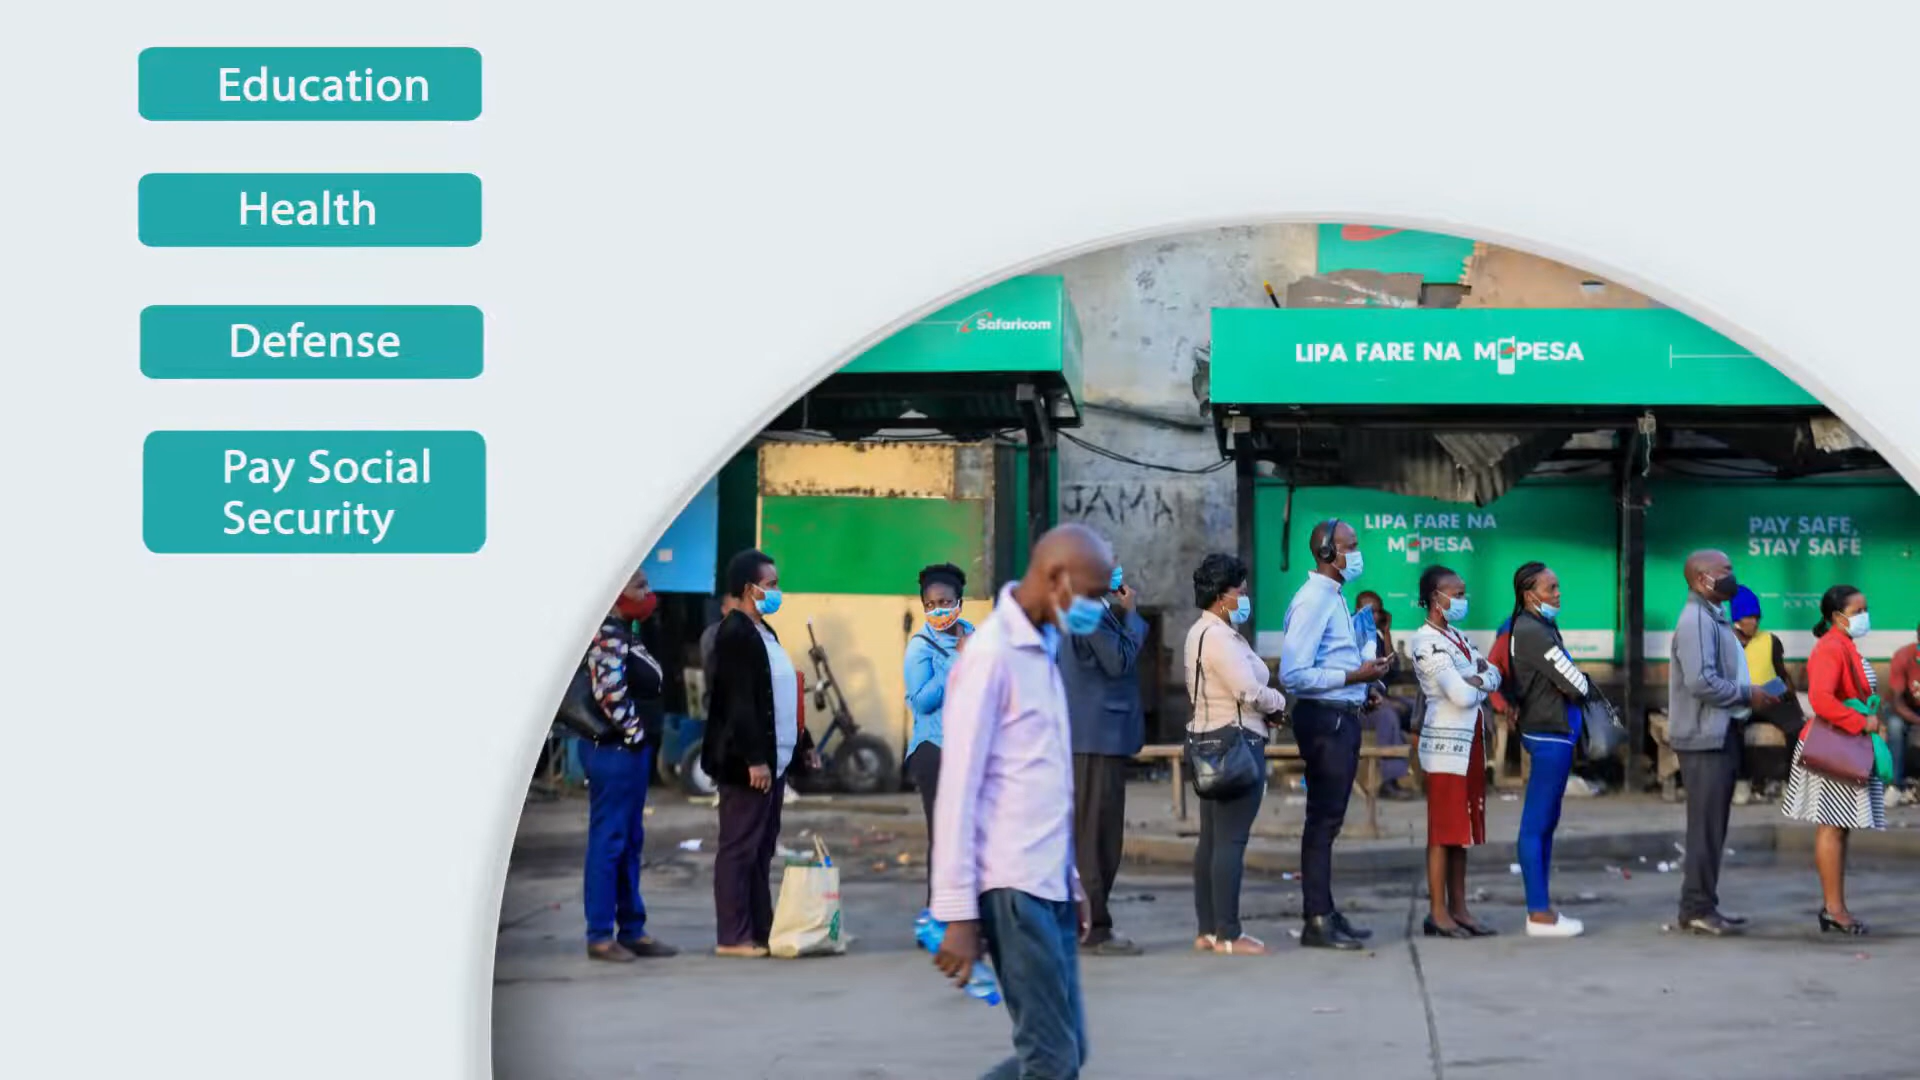 Education
Health
Defense
Pay Social
Security
Safaricom
LIPA FARE NA M-PESA
JAMA
LIPA FARE NA
M-PESA
PAY SAFE,
STAY SAFE
PUMA